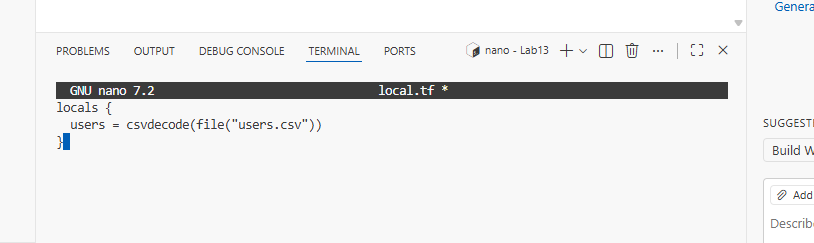 Genera
PROBLEMS OUTPUT DEBUG CONSOLE TERMINAL PORTS nano - Lab13
GNU nano 7.2 local.tf *
locals {
  users = csvdecode(file("users.csv"))
}
SUGGEST
Build W
Add
Describ